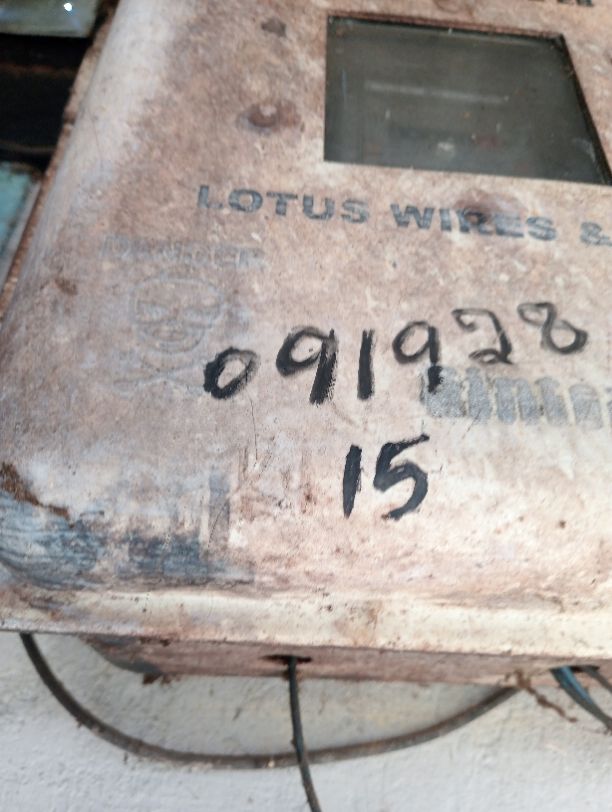 LOTUS WIRES &
DANGER
091928
15